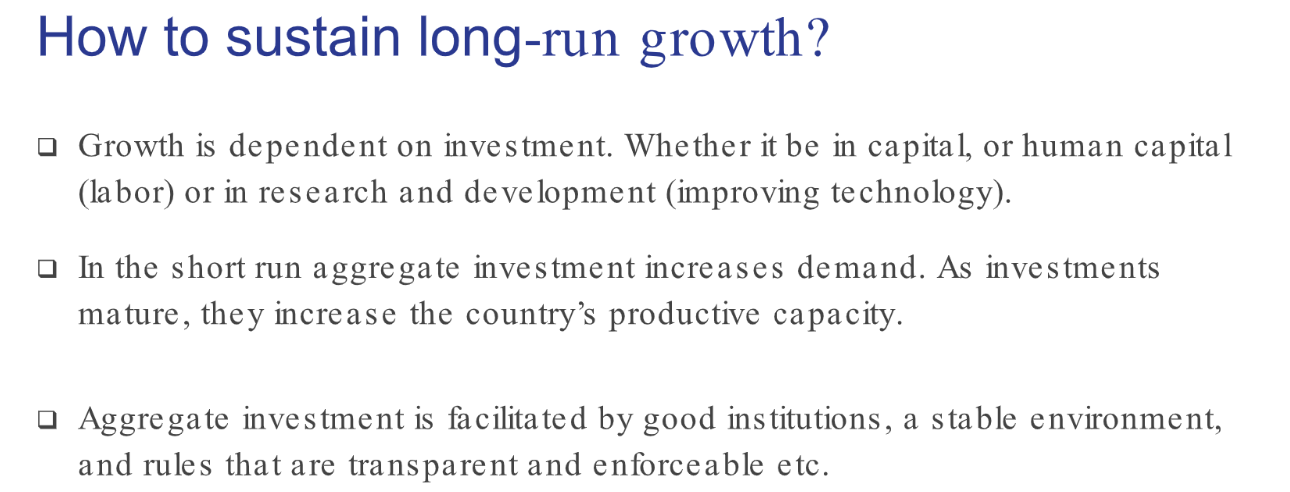 How to sustain long-run growth?
Growth is dependent on investment. Whether it be in capital, or human capital
(labor) or in research and development (improving technology).
In the short run aggregate investment increases demand. As investments
mature, they increase the country’s productive capacity.
Aggregate investment is facilitated by good institutions, a stable environment,
and rules that are transparent and enforceable etc.